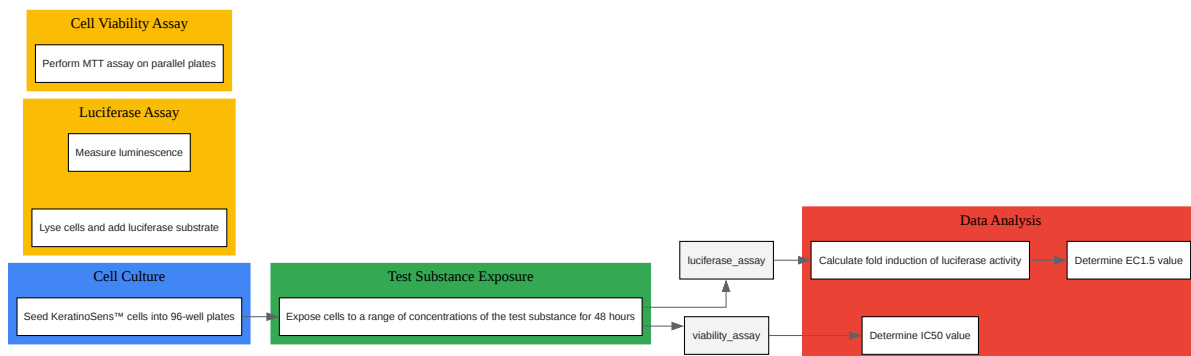 Cell Viability Assay
Perform MTT assay on parallel plates
Luciferase Assay
Measure luminescence
Lyse cells and add luciferase substrate
Cell Culture
Seed KeratinoSens™ cells into 96-well plates
Test Substance Exposure
Expose cells to a range of concentrations of the test substance for 48 hours
luciferase_assay
viability_assay
Data Analysis
Calculate fold induction of luciferase activity
Determine EC1.5 value
Determine IC50 value